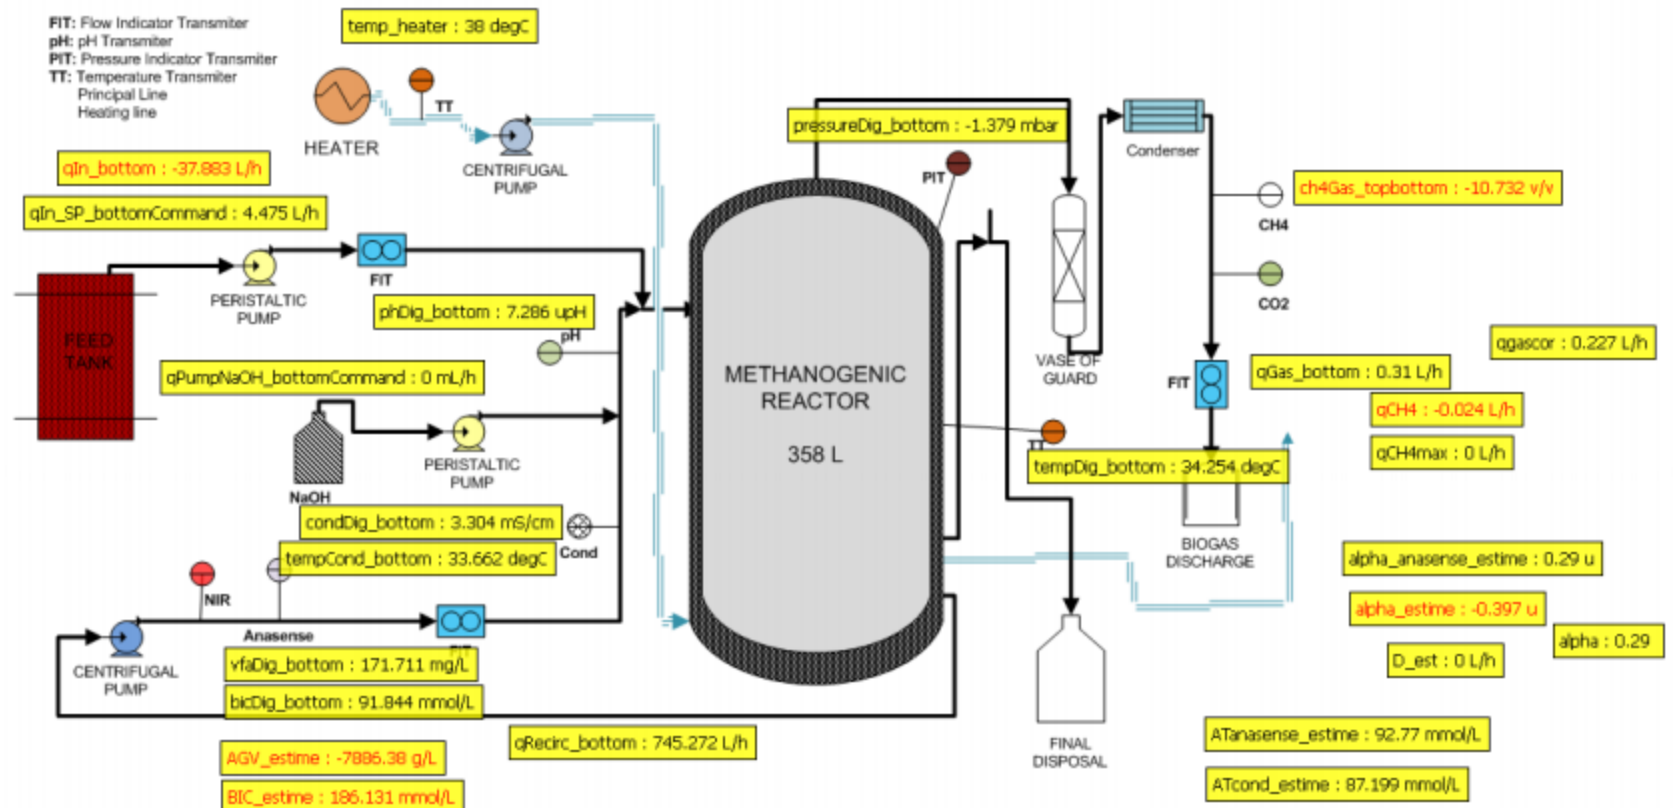 FIT: Flow Indicator Transmiter
pH: pH Transmiter
PIT: Pressure Indicator Transmiter
TT: Temperature Transmiter
Principal Line
Heating line
temp_heater : 38 degC
TT
HEATER
CENTRIFUGAL
PUMP
pressureDig_bottom : -1.379 mbar
PIT
Condenser
qIn_bottom : -37.883 L/h
qIn_SP_bottomCommand : 4.475 L/h
ch4Gas_topbottom : -10.732 v/v
CH4
FIT
PERISTALTIC
PUMP
CO2
phDig_bottom : 7.286 upH
pH
FEED
TANK
qPumpNaOH_bottomCommand : 0 mL/h
METHANOGENIC
REACTOR
358 L
VASE OF
GUARD
FIT
qgascor : 0.227 L/h
qGas_bottom : 0.31 L/h
qCH4 : -0.024 L/h
qCH4max : 0 L/h
PERISTALTIC
PUMP
NaOH
TT
tempDig_bottom : 34.254 degC
condDig_bottom : 3.304 mS/cm
Cond
tempCond_bottom : 33.662 degC
BIOGAS
DISCHARGE
alpha_anasense_estime : 0.29 u
alpha_estime : -0.397 u
alpha : 0.29
D_est : 0 L/h
NIR
Anasense
FIT
CENTRIFUGAL
PUMP
vfaDig_bottom : 171.711 mg/L
bicDig_bottom : 91.844 mmol/L
qRecirc_bottom : 745.272 L/h
AGV_estime : -7886.38 g/L
BIC_estime : 186.131 mmol/L
FINAL
DISPOSAL
ATanasense_estime : 92.77 mmol/L
ATcond_estime : 87.199 mmol/L